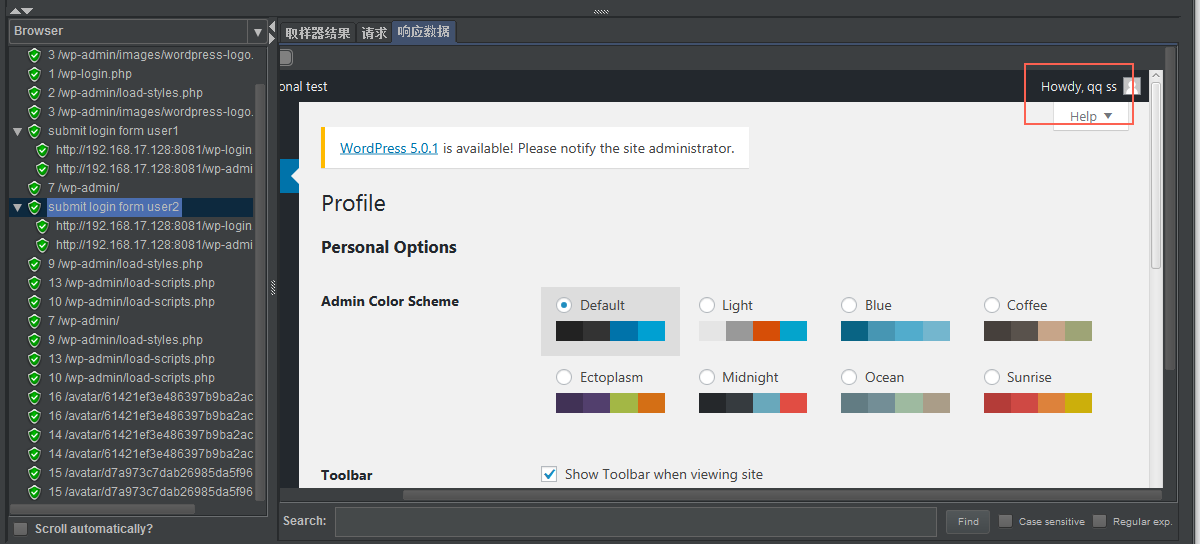 Browser
3 /wp-admin/images/wordpress-logo.
1 /wp-login.php
2 /wp-admin/load-styles.php
3 /wp-admin/images/wordpress-logo.
submit login form user1
http://192.168.17.128:8081/wp-login
http://192.168.17.128:8081/wp-admi
7 /wp-admin/
submit login form user2
http://192.168.17.128:8081/wp-login
http://192.168.17.128:8081/wp-admi
9 /wp-admin/load-styles.php
13 /wp-admin/load-scripts.php
10 /wp-admin/load-scripts.php
7 /wp-admin/
9 /wp-admin/load-styles.php
13 /wp-admin/load-scripts.php
10 /wp-admin/load-scripts.php
16 /avatar/61421ef3e486397b9ba2ac
16 /avatar/61421ef3e486397b9ba2ac
14 /avatar/61421ef3e486397b9ba2ac
14 /avatar/61421ef3e486397b9ba2ac
15 /avatar/d7a973c7dab26985da5f96
15 /avatar/d7a973c7dab26985da5f96
Scroll automatically?
取样器结果 请求 响应数据
onal test
Howdy, qq ss
Help
WordPress 5.0.1 is available! Please notify the site administrator.
Profile
Personal Options
Admin Color Scheme
Default Light Blue Coffee
Ectoplasm Midnight Ocean Sunrise
Toolbar
Show Toolbar when viewing site
Search: Find Case sensitive Regular exp.